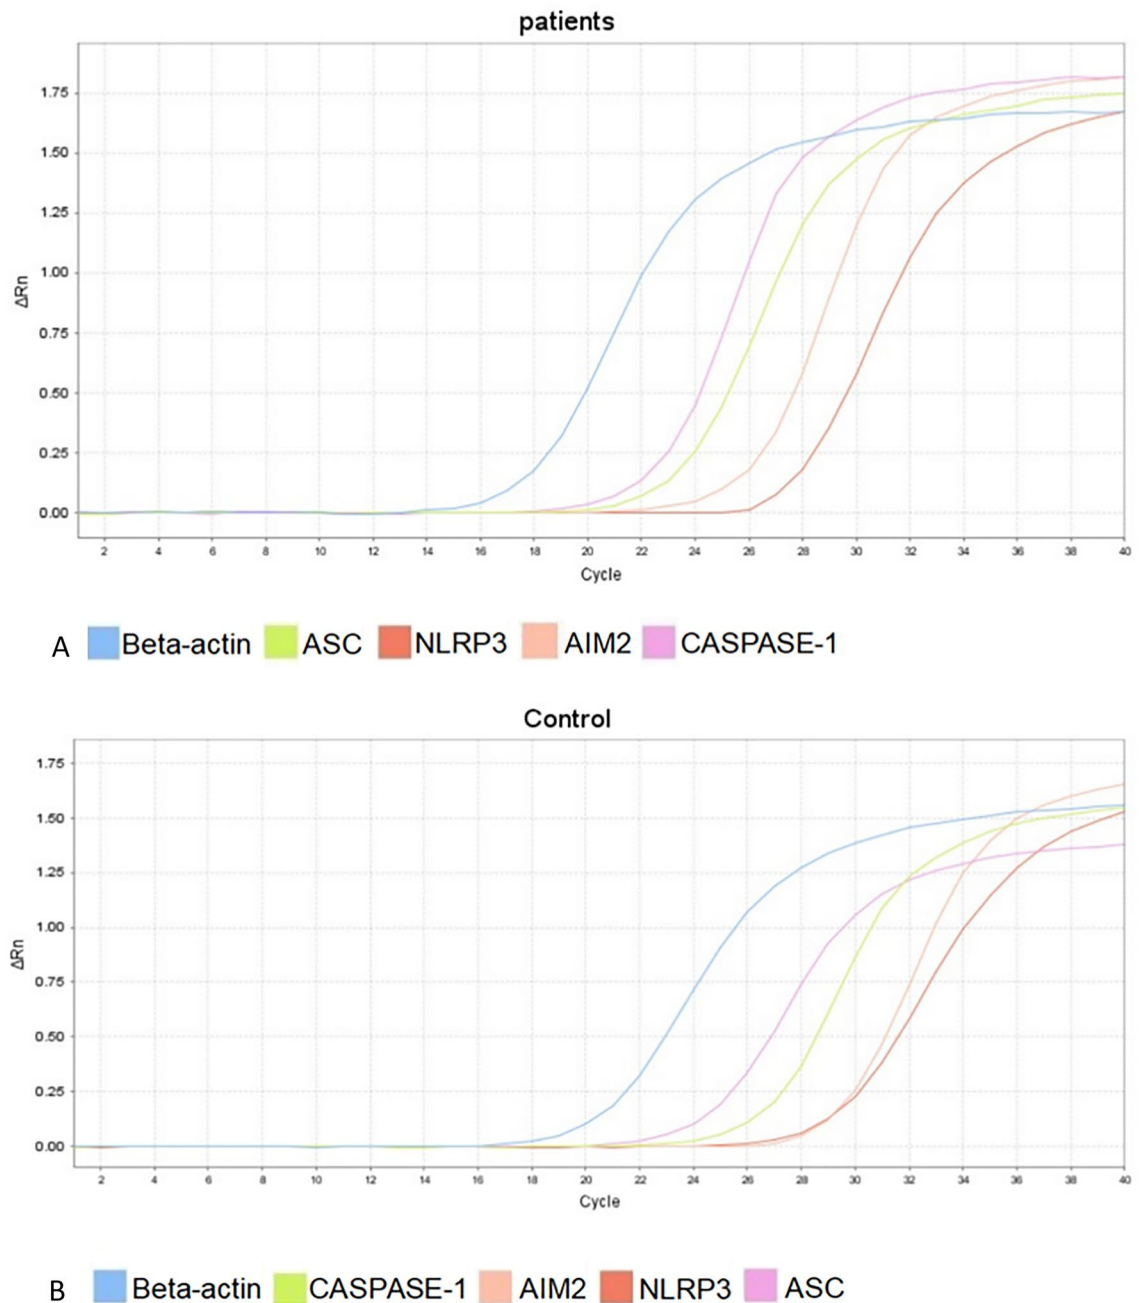 patients
1.75
1.50
1.25
1.00
0.75
0.50
0.25
0.00
ΔRn
2 4 6 8 10 12 14 16 18 20 22 24 26 28 30 32 34 36 38 40
Cycle
A Beta-actin ASC NLRP3 AIM2 CASPASE-1
Control
1.75
1.50
1.25
1.00
0.75
0.50
0.25
0.00
ΔRn
2 4 6 8 10 12 14 16 18 20 22 24 26 28 30 32 34 36 38 40
Cycle
B Beta-actin CASPASE-1 AIM2 NLRP3 ASC